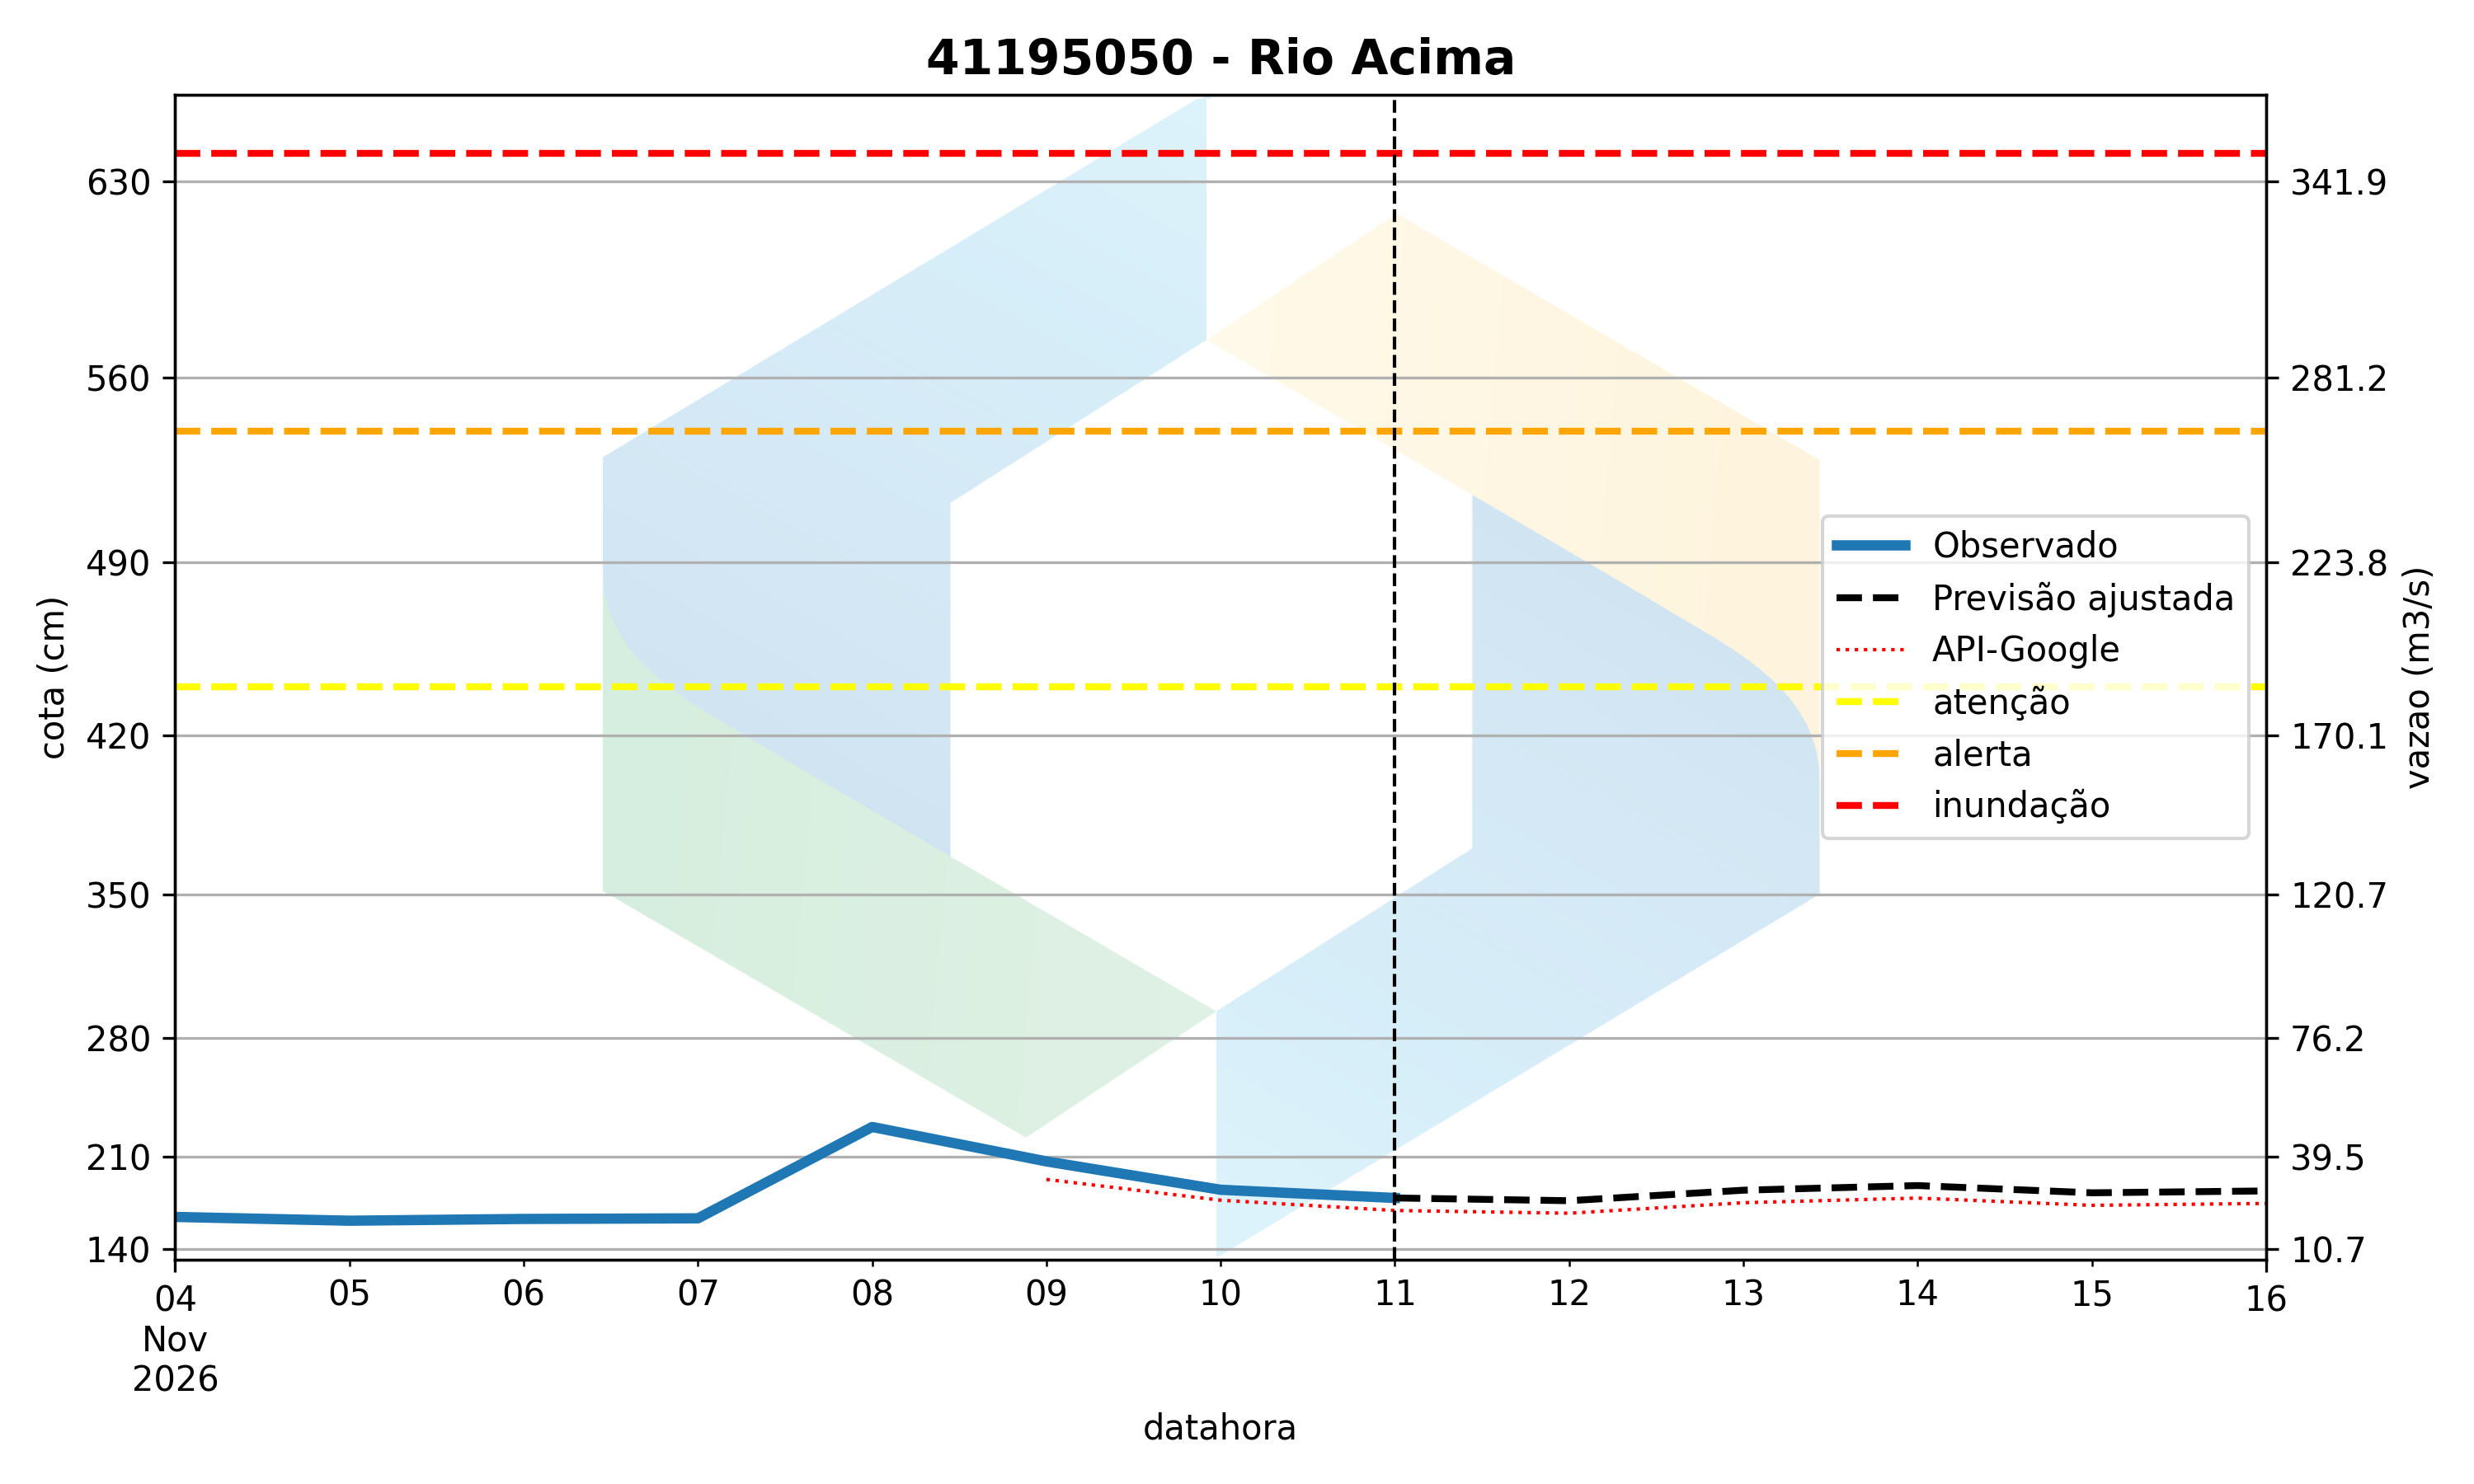 41195050 - Rio Acima
cota (cm)
630
560
490
420
350
280
210
140
341.9
281.2
223.8
170.1
120.7
76.2
39.5
10.7
vazao (m3/s)
Observado
Previsão ajustada
API-Google
atenção
alerta
inundação
04 05 06 07 08 09 10 11 12 13 14 15 16
Nov
2026
datahora